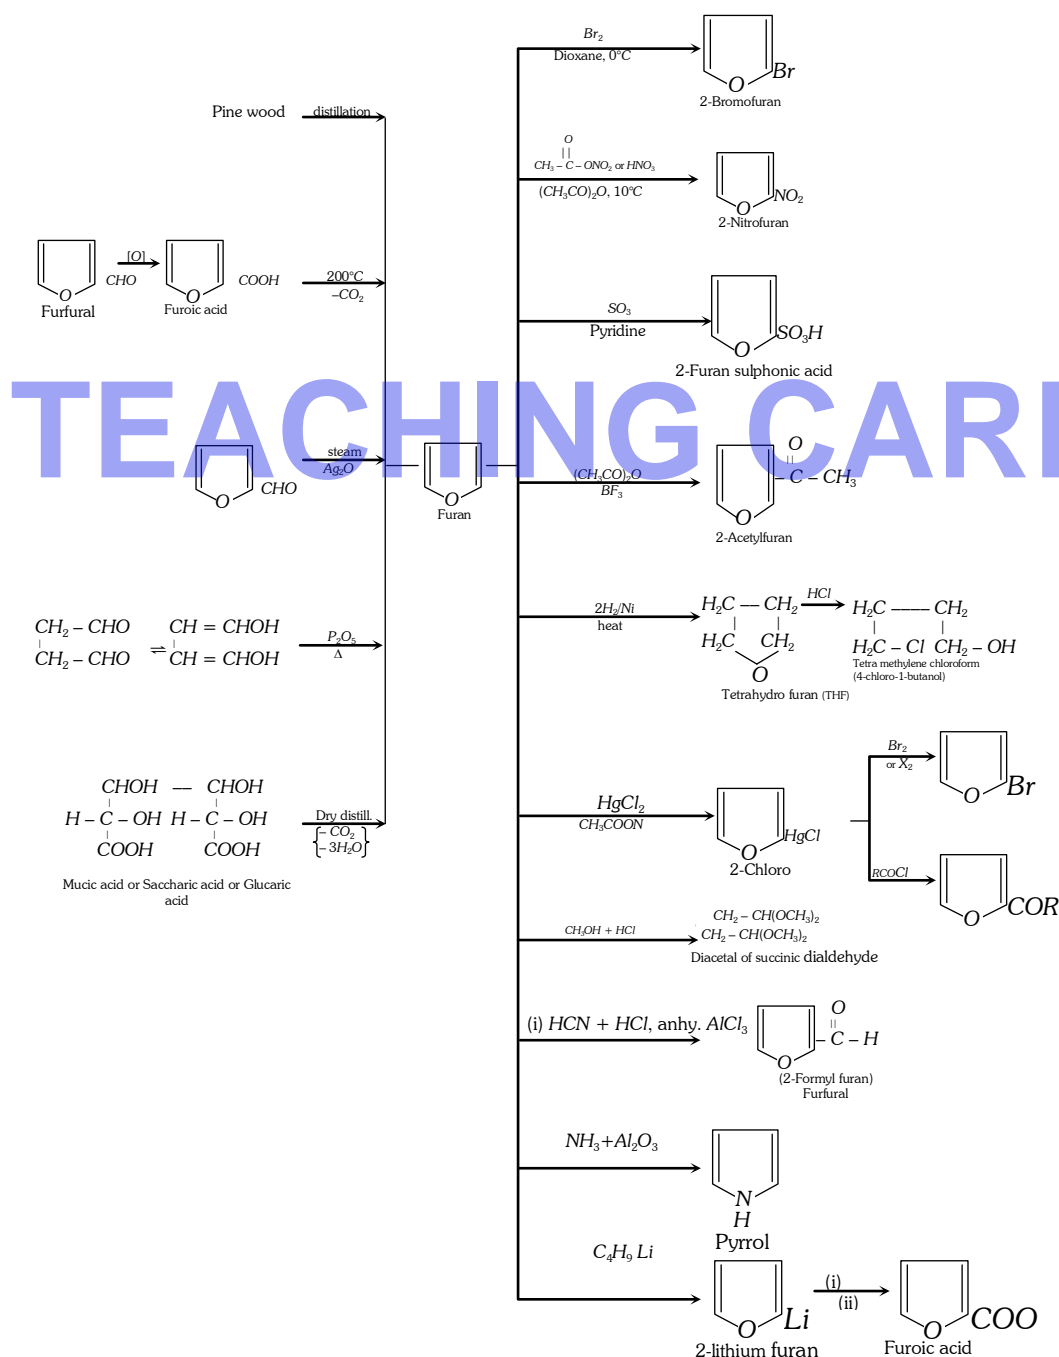 Br₂
Dioxane, 0°C
O
Br
2-Bromofuran
Pine wood
distillation
O
||
CH₃ – C – ONO₂ or HNO₃
(CH₃CO)₂O, 10°C
O
NO₂
2-Nitrofuran
O
CHO
Furfural
[O]
O
COOH
Furoic acid
200°C
–CO₂
SO₃
Pyridine
O
SO₃H
2-Furan sulphonic acid
TEACHING CARE
O
CHO
steam
Ag₂O
O
Furan
(CH₃CO)₂O
BF₃
O
O
||
– C – CH₃
2-Acetylfuran
2H₂/Ni
heat
H₂C –– CH₂
H₂C CH₂
O
Tetrahydro furan (THF)
HCl
H₂C –––– CH₂
| |
H₂C – Cl CH₂ – OH
Tetra methylene chloroform
(4-chloro-1-butanol)
CH₂ – CHO
|
CH₂ – CHO
⇌
CH = CHOH
|
CH = CHOH
P₂O₅
Δ
CHOH –– CHOH
| |
H – C – OH H – C – OH
| |
COOH COOH
Mucic acid or Saccharic acid or Glucaric
acid
Dry distill.
– CO₂
– 3H₂O
HgCl₂
CH₃COON
O
HgCl
2-Chloro
Br₂
or X₂
O
Br
RCOCl
O
COR
CH₃OH + HCl
CH₂ – CH(OCH₃)₂
CH₂ – CH(OCH₃)₂
Diacetal of succinic dialdehyde
(i) HCN + HCl, anhy. AlCl₃
O
O
||
– C – H
(2-Formyl furan)
Furfural
NH₃+Al₂O₃
N
H
Pyrrol
C₄H₉ Li
O
Li
2-lithium furan
(i)
(ii)
O
COO
Furoic acid